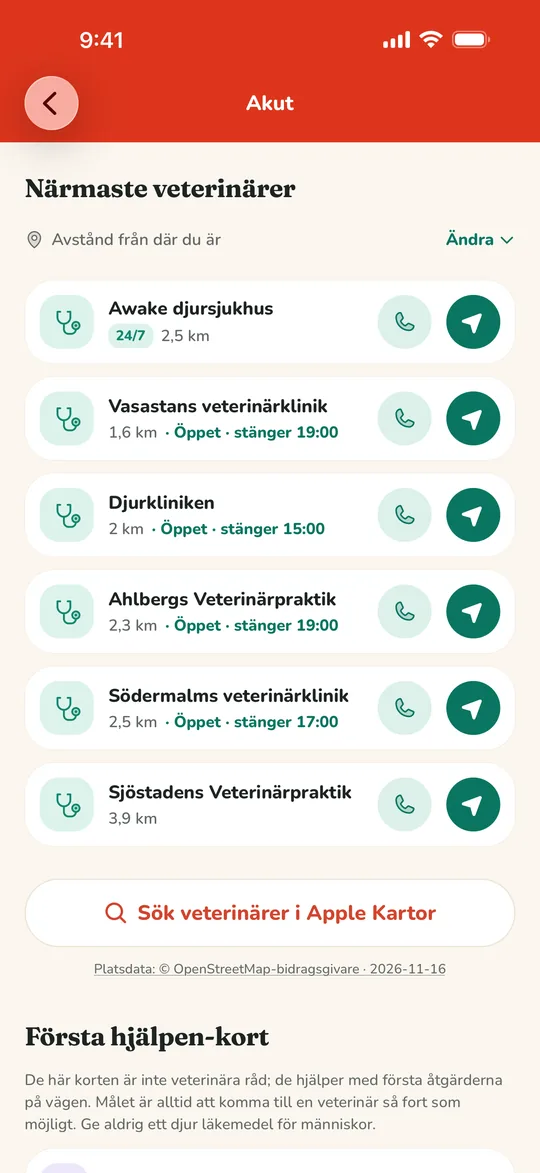 9:41
Akut
Närmaste veterinärer
Avstånd från där du är
Ändra
Awake djursjukhus
24/7 2,5 km
Vasastans veterinärklinik
1,6 km · Öppet · stänger 19:00
Djurkliniken
2 km · Öppet · stänger 15:00
Ahlbergs Veterinärpraktik
2,3 km · Öppet · stänger 19:00
Södermalms veterinärklinik
2,5 km · Öppet · stänger 17:00
Sjöstadens Veterinärpraktik
3,9 km
Sök veterinärer i Apple Kartor
Platsdata: © OpenStreetMap-bidragsgivare · 2026-11-16
Första hjälpen-kort
De här korten är inte veterinära råd; de hjälper med första åtgärderna
på vägen. Målet är alltid att komma till en veterinär så fort som
möjligt. Ge aldrig ett djur läkemedel för människor.